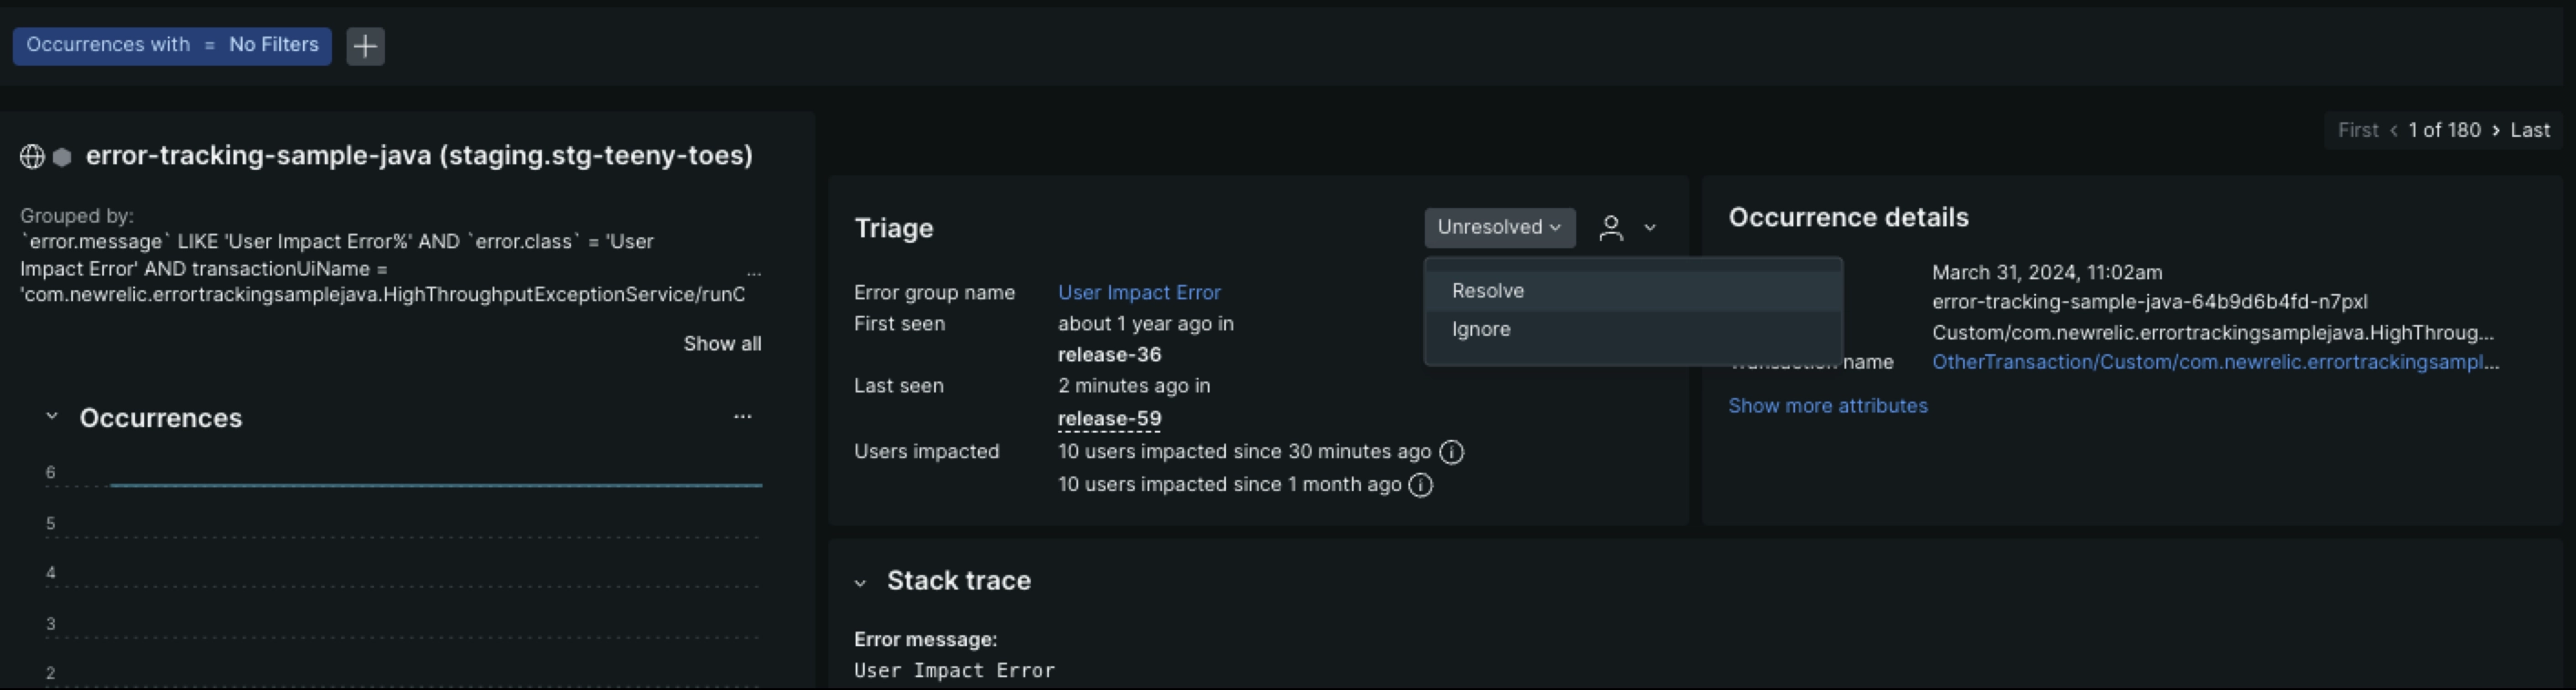 Occurrences with = No Filters
First < 1 of 180 > Last
error-tracking-sample-java (staging.stg-teeny-toes)
Grouped by:
`error.message` LIKE 'User Impact Error%' AND `error.class` = 'User
Impact Error' AND transactionUiName =
...
'com.newrelic.errortrackingsamplejava.HighThroughputExceptionService/runC
Show all
Occurrences
...
6
5
4
3
2
Triage
Unresolved
Resolve
Ignore
Error group name User Impact Error
First seen about 1 year ago in
release-36
Last seen 2 minutes ago in
release-59
Users impacted 10 users impacted since 30 minutes ago
10 users impacted since 1 month ago
Occurrence details
March 31, 2024, 11:02am
error-tracking-sample-java-64b9d6b4fd-n7pxl
Custom/com.newrelic.errortrackingsamplejava.HighThroug...
name OtherTransaction/Custom/com.newrelic.errortrackingsampl...
Show more attributes
Stack trace
Error message:
User Impact Error